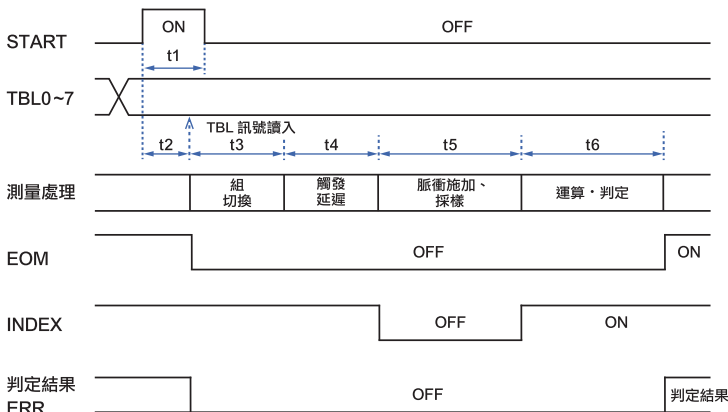 START
ON
OFF
t1
TBL0~7
TBL 訊號讀入
t2
t3
t4
t5
t6
測量處理
組
切換
觸發
延遲
脈衝施加、
採樣
運算・判定
EOM
OFF
ON
INDEX
OFF
ON
判定結果
ERR
OFF
判定結果